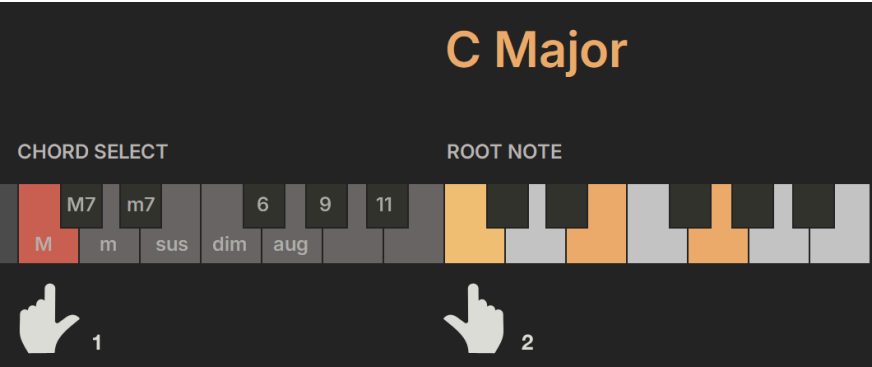 C Major
CHORD SELECT
ROOT NOTE
M7 m7 6 9 11
M m sus dim aug
1 2